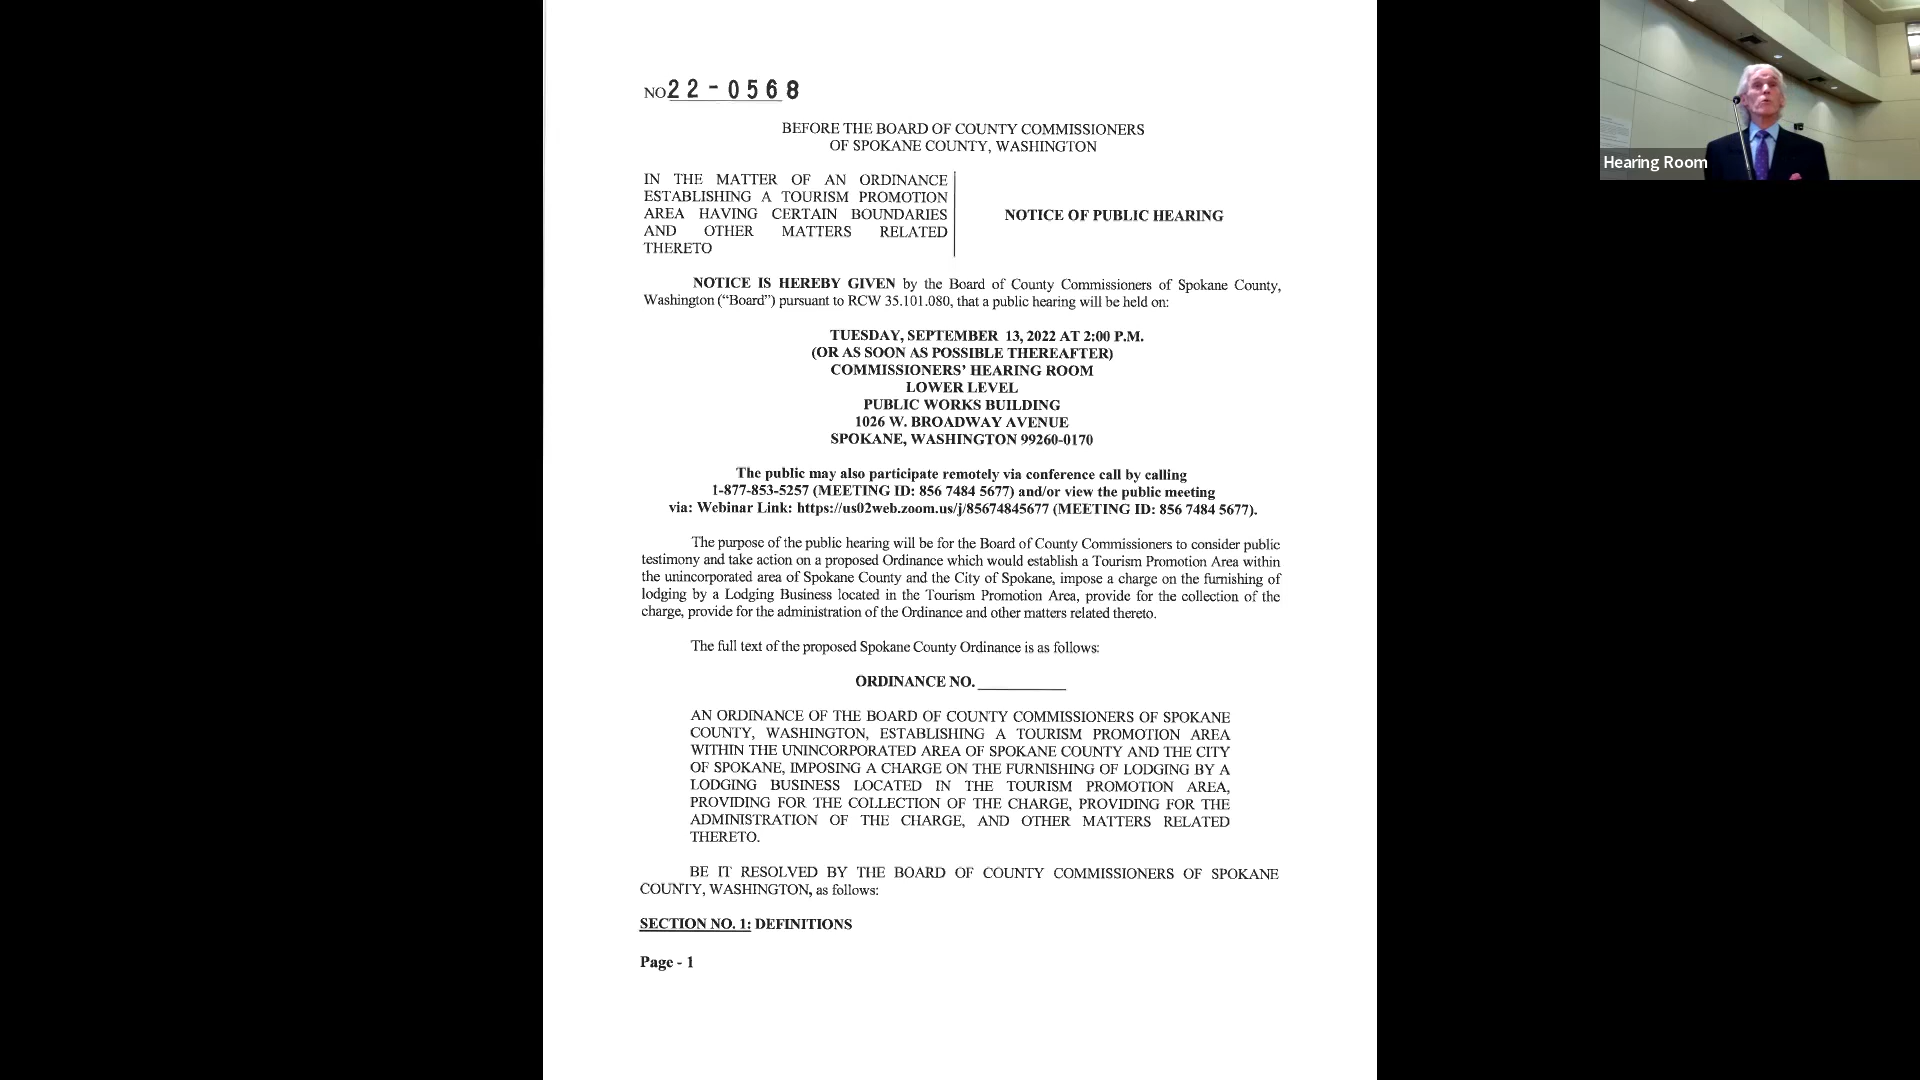 NO 22-0568
BEFORE THE BOARD OF COUNTY COMMISSIONERS
OF SPOKANE COUNTY, WASHINGTON
IN THE MATTER OF AN ORDINANCE
ESTABLISHING A TOURISM PROMOTION
AREA HAVING CERTAIN BOUNDARIES
AND OTHER MATTERS RELATED
THERETO
NOTICE OF PUBLIC HEARING
NOTICE IS HEREBY GIVEN by the Board of County Commissioners of Spokane County,
Washington (“Board”) pursuant to RCW 35.101.080, that a public hearing will be held on:
TUESDAY, SEPTEMBER 13, 2022 AT 2:00 P.M.
(OR AS SOON AS POSSIBLE THEREAFTER)
COMMISSIONERS’ HEARING ROOM
LOWER LEVEL
PUBLIC WORKS BUILDING
1026 W. BROADWAY AVENUE
SPOKANE, WASHINGTON 99260-0170
The public may also participate remotely via conference call by calling
1-877-853-5257 (MEETING ID: 856 7484 5677) and/or view the public meeting
via: Webinar Link: https://us02web.zoom.us/j/85674845677 (MEETING ID: 856 7484 5677).
The purpose of the public hearing will be for the Board of County Commissioners to consider public
testimony and take action on a proposed Ordinance which would establish a Tourism Promotion Area within
the unincorporated area of Spokane County and the City of Spokane, impose a charge on the furnishing of
lodging by a Lodging Business located in the Tourism Promotion Area, provide for the collection of the
charge, provide for the administration of the Ordinance and other matters related thereto.
The full text of the proposed Spokane County Ordinance is as follows:
ORDINANCE NO. ___________
AN ORDINANCE OF THE BOARD OF COUNTY COMMISSIONERS OF SPOKANE
COUNTY, WASHINGTON, ESTABLISHING A TOURISM PROMOTION AREA
WITHIN THE UNINCORPORATED AREA OF SPOKANE COUNTY AND THE CITY
OF SPOKANE, IMPOSING A CHARGE ON THE FURNISHING OF LODGING BY A
LODGING BUSINESS LOCATED IN THE TOURISM PROMOTION AREA,
PROVIDING FOR THE COLLECTION OF THE CHARGE, PROVIDING FOR THE
ADMINISTRATION OF THE CHARGE, AND OTHER MATTERS RELATED
THERETO.
BE IT RESOLVED BY THE BOARD OF COUNTY COMMISSIONERS OF SPOKANE
COUNTY, WASHINGTON, as follows:
SECTION NO. 1: DEFINITIONS
Page - 1
Hearing Room